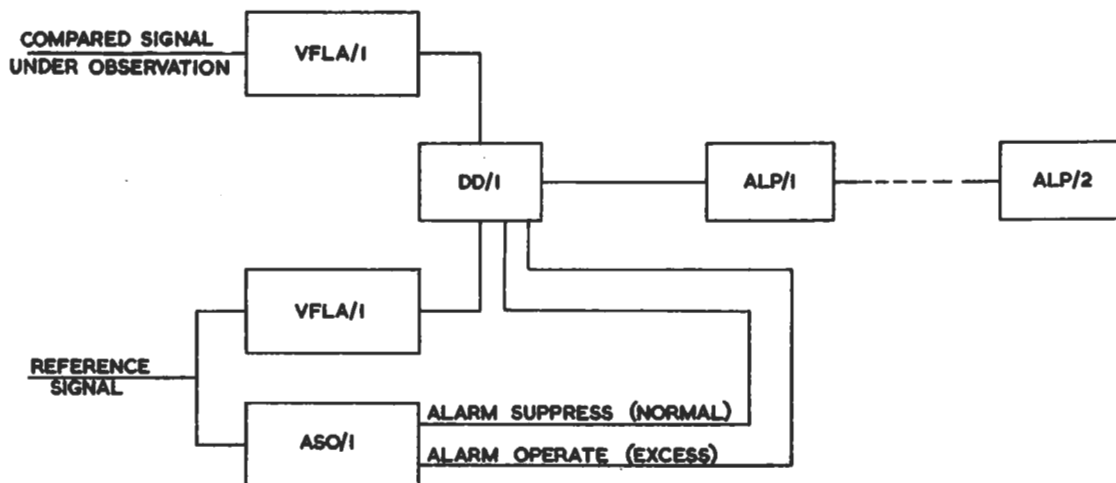 COMPARED SIGNAL
UNDER OBSERVATION
VFLA/1
DD/1
ALP/1
ALP/2
VFLA/1
REFERENCE
SIGNAL
ASO/1
ALARM SUPPRESS (NORMAL)
ALARM OPERATE (EXCESS)